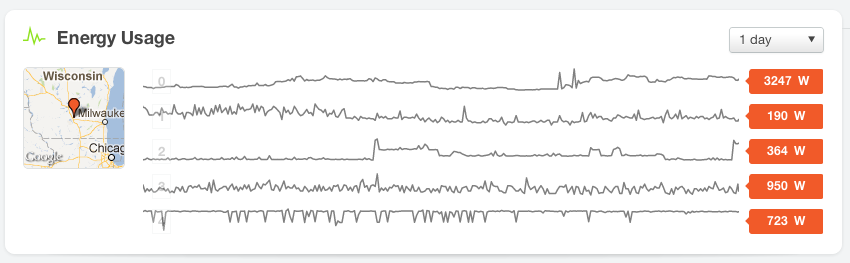 Energy Usage
1 day
Wisconsin
Milwauke
Chicag
Google
0
3247 W
1
190 W
2
364 W
3
950 W
4
723 W